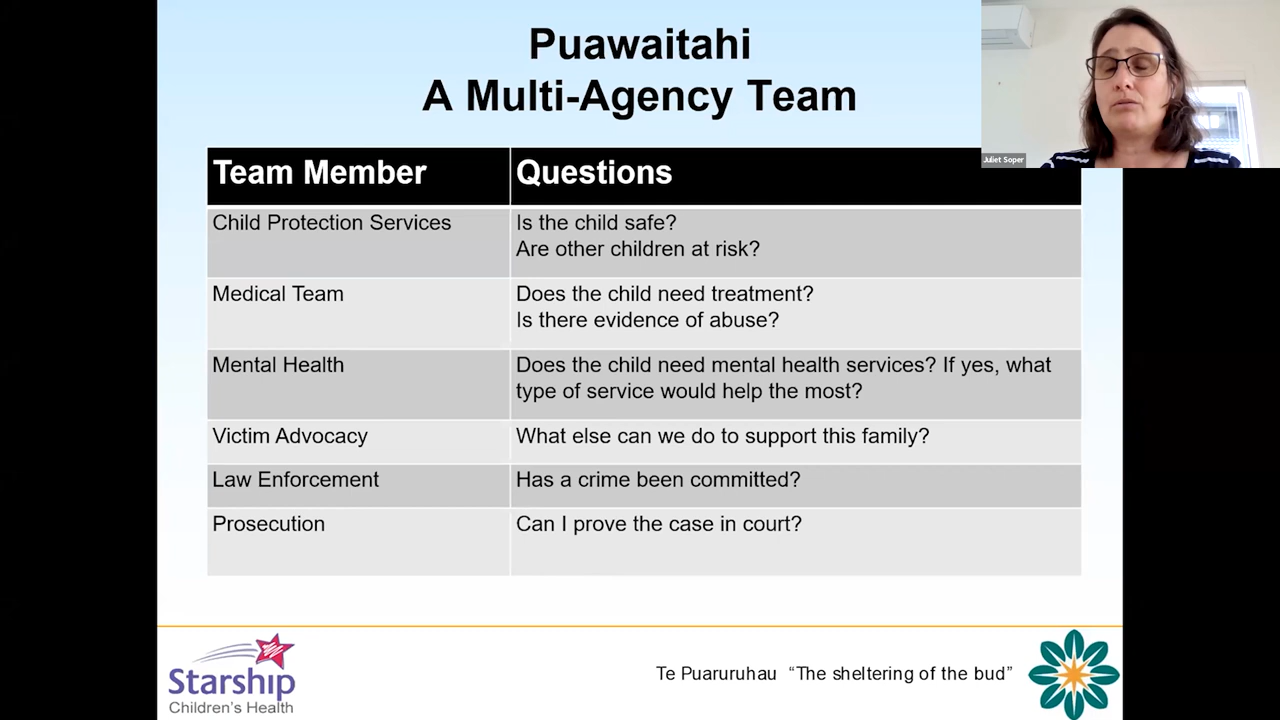 Puawaitahi
A Multi-Agency Team
Juliet Soper
Team Member
Questions
Child Protection Services
Is the child safe?
Are other children at risk?
Medical Team
Does the child need treatment?
Is there evidence of abuse?
Mental Health
Does the child need mental health services? If yes, what
type of service would help the most?
Victim Advocacy
What else can we do to support this family?
Law Enforcement
Has a crime been committed?
Prosecution
Can I prove the case in court?
Starship
Children's Health
Te Puaruruhau “The sheltering of the bud”